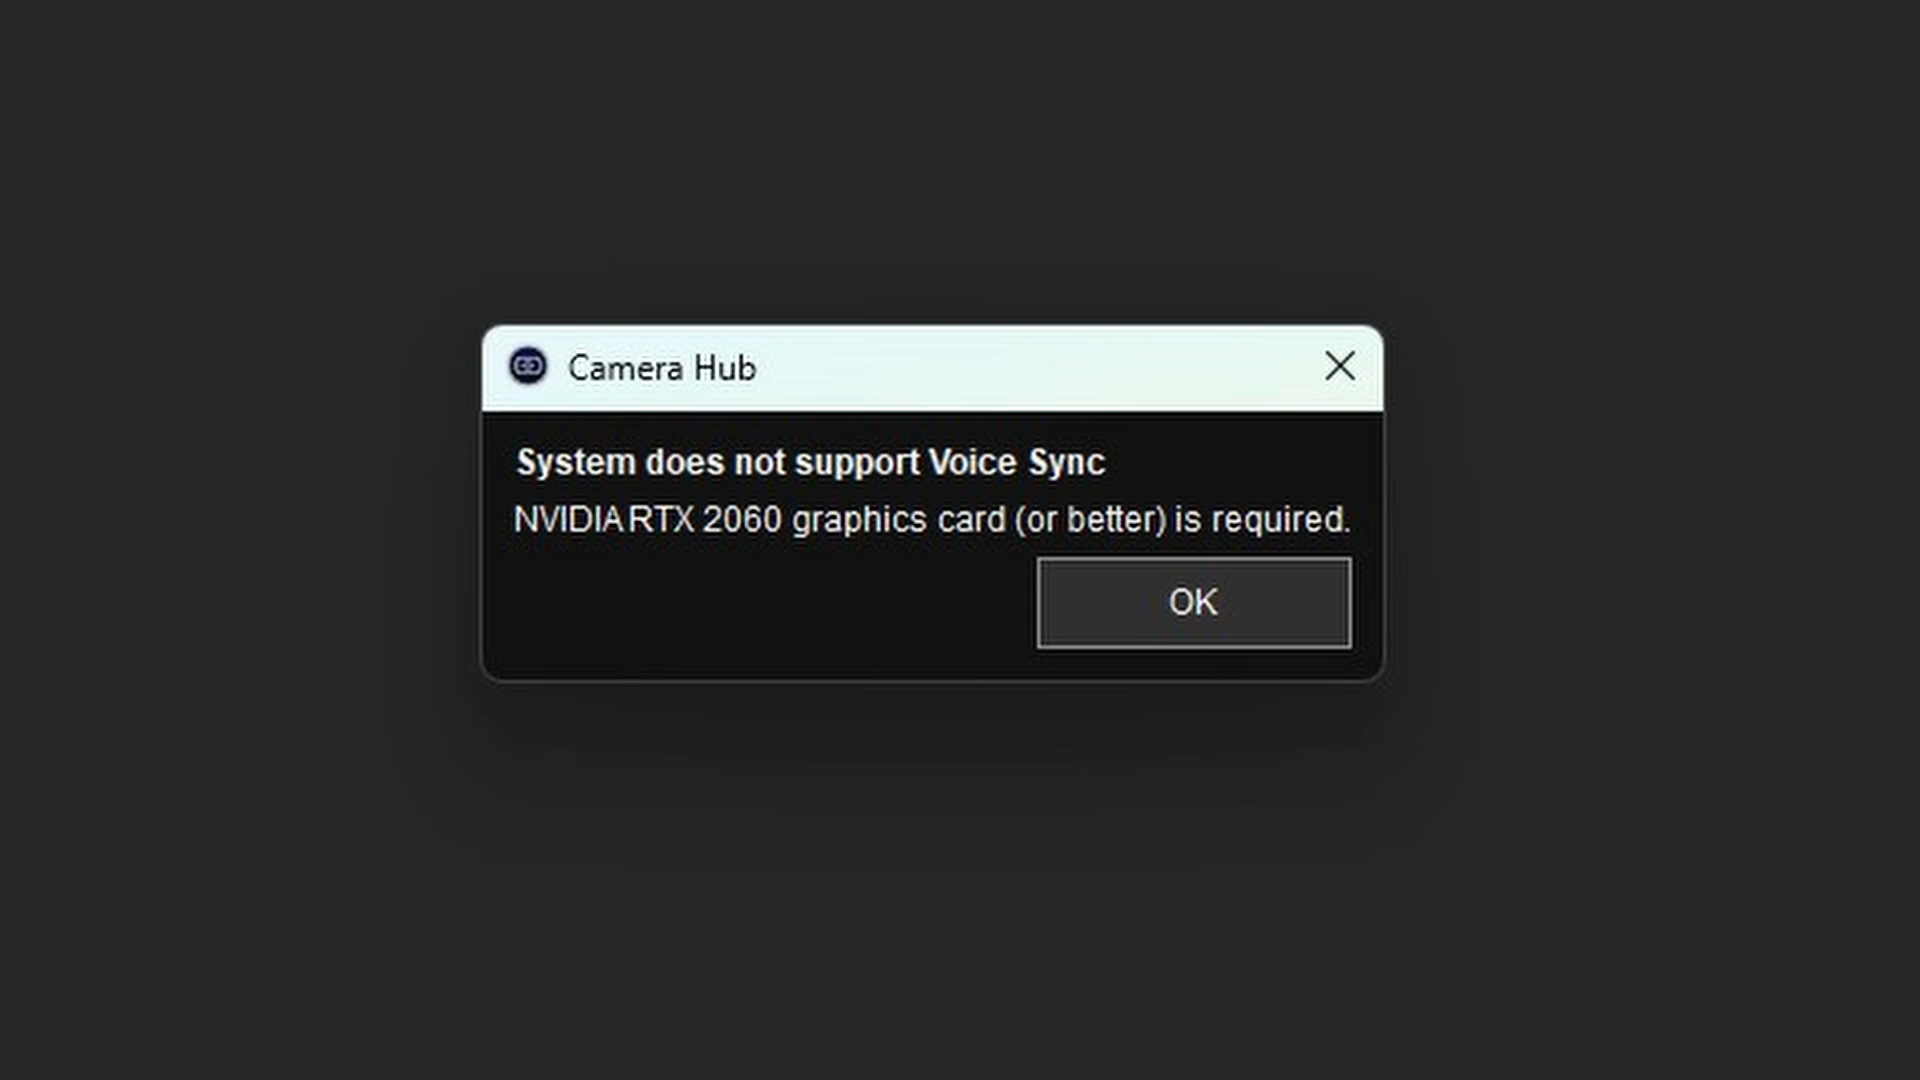 Camera Hub
System does not support Voice Sync
NVIDIA RTX 2060 graphics card (or better) is required.
OK